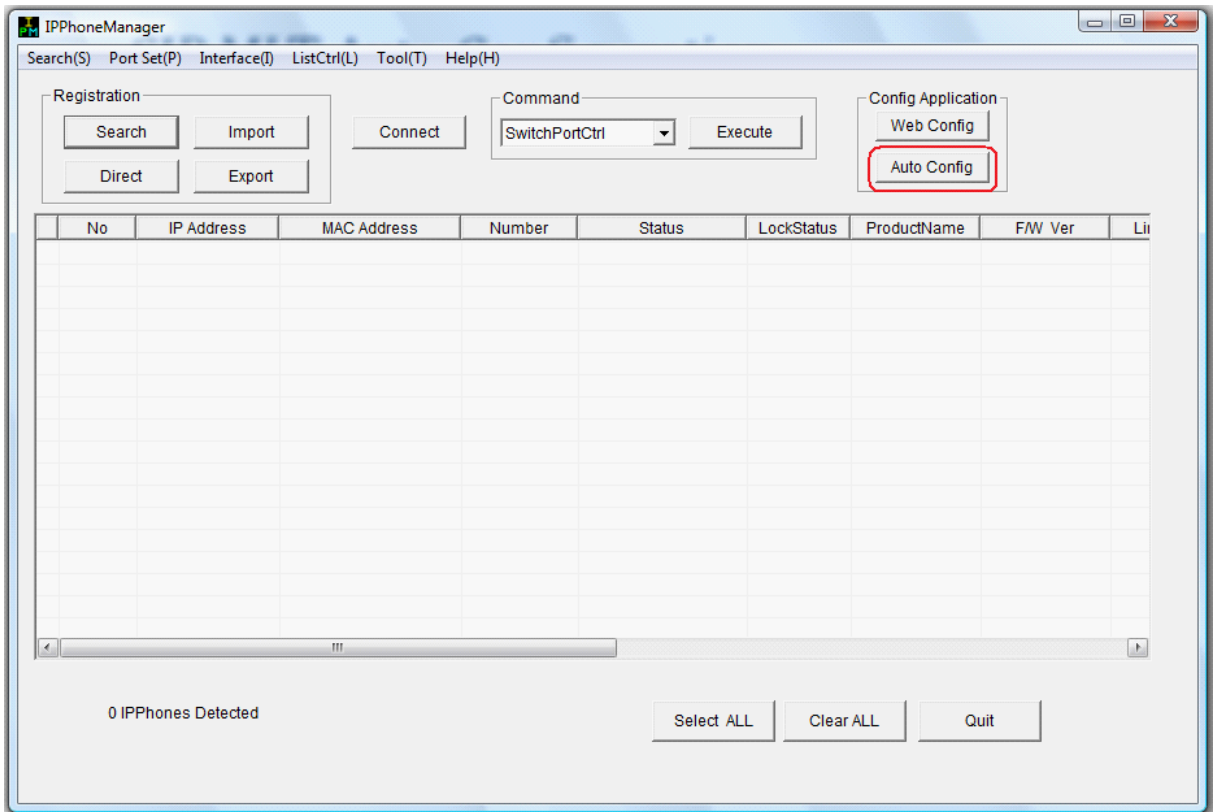 IPPhoneManager
Search(S) Port Set(P) Interface(I) ListCtrl(L) Tool(T) Help(H)
Registration
Search Import
Direct Export
Connect
Command
SwitchPortCtrl Execute
Config Application
Web Config
Auto Config
No IP Address MAC Address Number Status LockStatus ProductName F/W Ver Lin
0 IPPhones Detected
Select ALL Clear ALL Quit